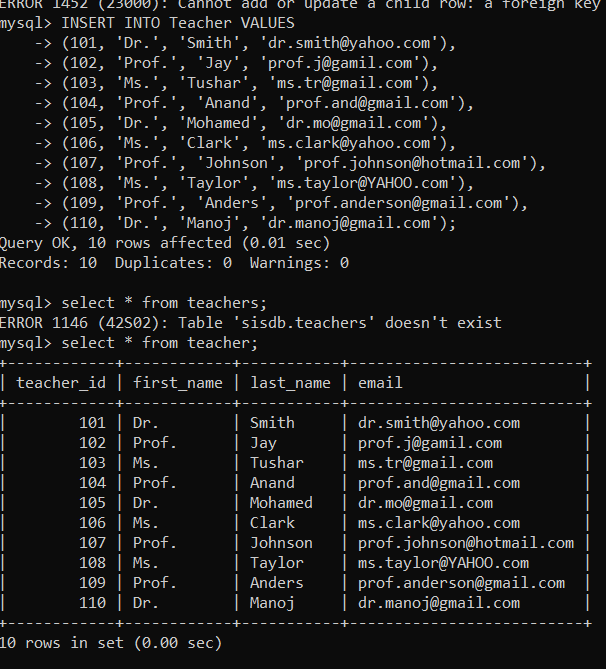 ERROR 1452 (23000): Cannot add or update a child row: a foreign key
mysql> INSERT INTO Teacher VALUES
    -> (101, 'Dr.', 'Smith', 'dr.smith@yahoo.com'),
    -> (102, 'Prof.', 'Jay', 'prof.j@gamil.com'),
    -> (103, 'Ms.', 'Tushar', 'ms.tr@gmail.com'),
    -> (104, 'Prof.', 'Anand', 'prof.and@gmail.com'),
    -> (105, 'Dr.', 'Mohamed', 'dr.mo@gmail.com'),
    -> (106, 'Ms.', 'Clark', 'ms.clark@yahoo.com'),
    -> (107, 'Prof.', 'Johnson', 'prof.johnson@hotmail.com'),
    -> (108, 'Ms.', 'Taylor', 'ms.taylor@YAHOO.com'),
    -> (109, 'Prof.', 'Anders', 'prof.anderson@gmail.com'),
    -> (110, 'Dr.', 'Manoj', 'dr.manoj@gmail.com');
Query OK, 10 rows affected (0.01 sec)
Records: 10  Duplicates: 0  Warnings: 0

mysql> select * from teachers;
ERROR 1146 (42S02): Table 'sisdb.teachers' doesn't exist
mysql> select * from teacher;
+------------+------------+-----------+--------------------------+
| teacher_id | first_name | last_name | email                    |
+------------+------------+-----------+--------------------------+
|        101 | Dr.        | Smith     | dr.smith@yahoo.com       |
|        102 | Prof.      | Jay       | prof.j@gamil.com         |
|        103 | Ms.        | Tushar    | ms.tr@gmail.com          |
|        104 | Prof.      | Anand     | prof.and@gmail.com       |
|        105 | Dr.        | Mohamed   | dr.mo@gmail.com          |
|        106 | Ms.        | Clark     | ms.clark@yahoo.com       |
|        107 | Prof.      | Johnson   | prof.johnson@hotmail.com |
|        108 | Ms.        | Taylor    | ms.taylor@YAHOO.com      |
|        109 | Prof.      | Anders    | prof.anderson@gmail.com  |
|        110 | Dr.        | Manoj     | dr.manoj@gmail.com       |
+------------+------------+-----------+--------------------------+
10 rows in set (0.00 sec)